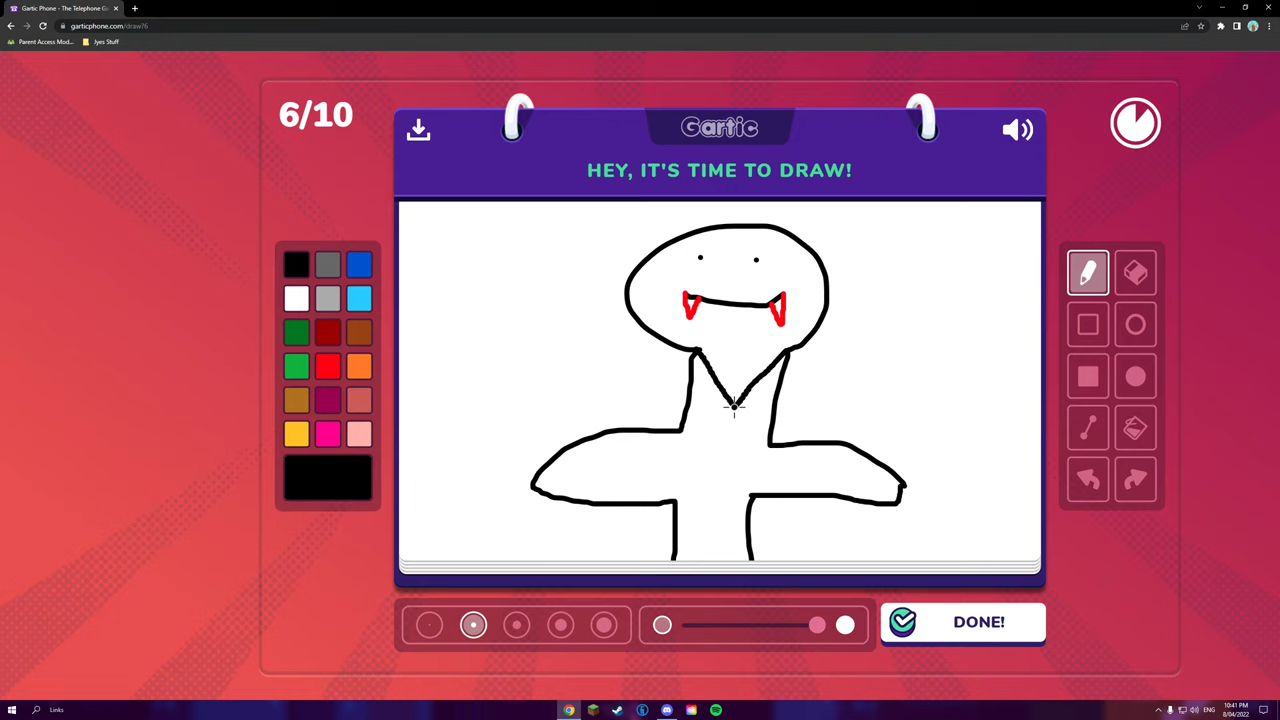 Gartic Phone - The Telephone Ga
garticphone.com/draw?6
Parent Access Mod...
Jyes Stuff
6/10
Gartic
HEY, IT'S TIME TO DRAW!
DONE!
Links
ENG
10:41 PM
8/04/2022